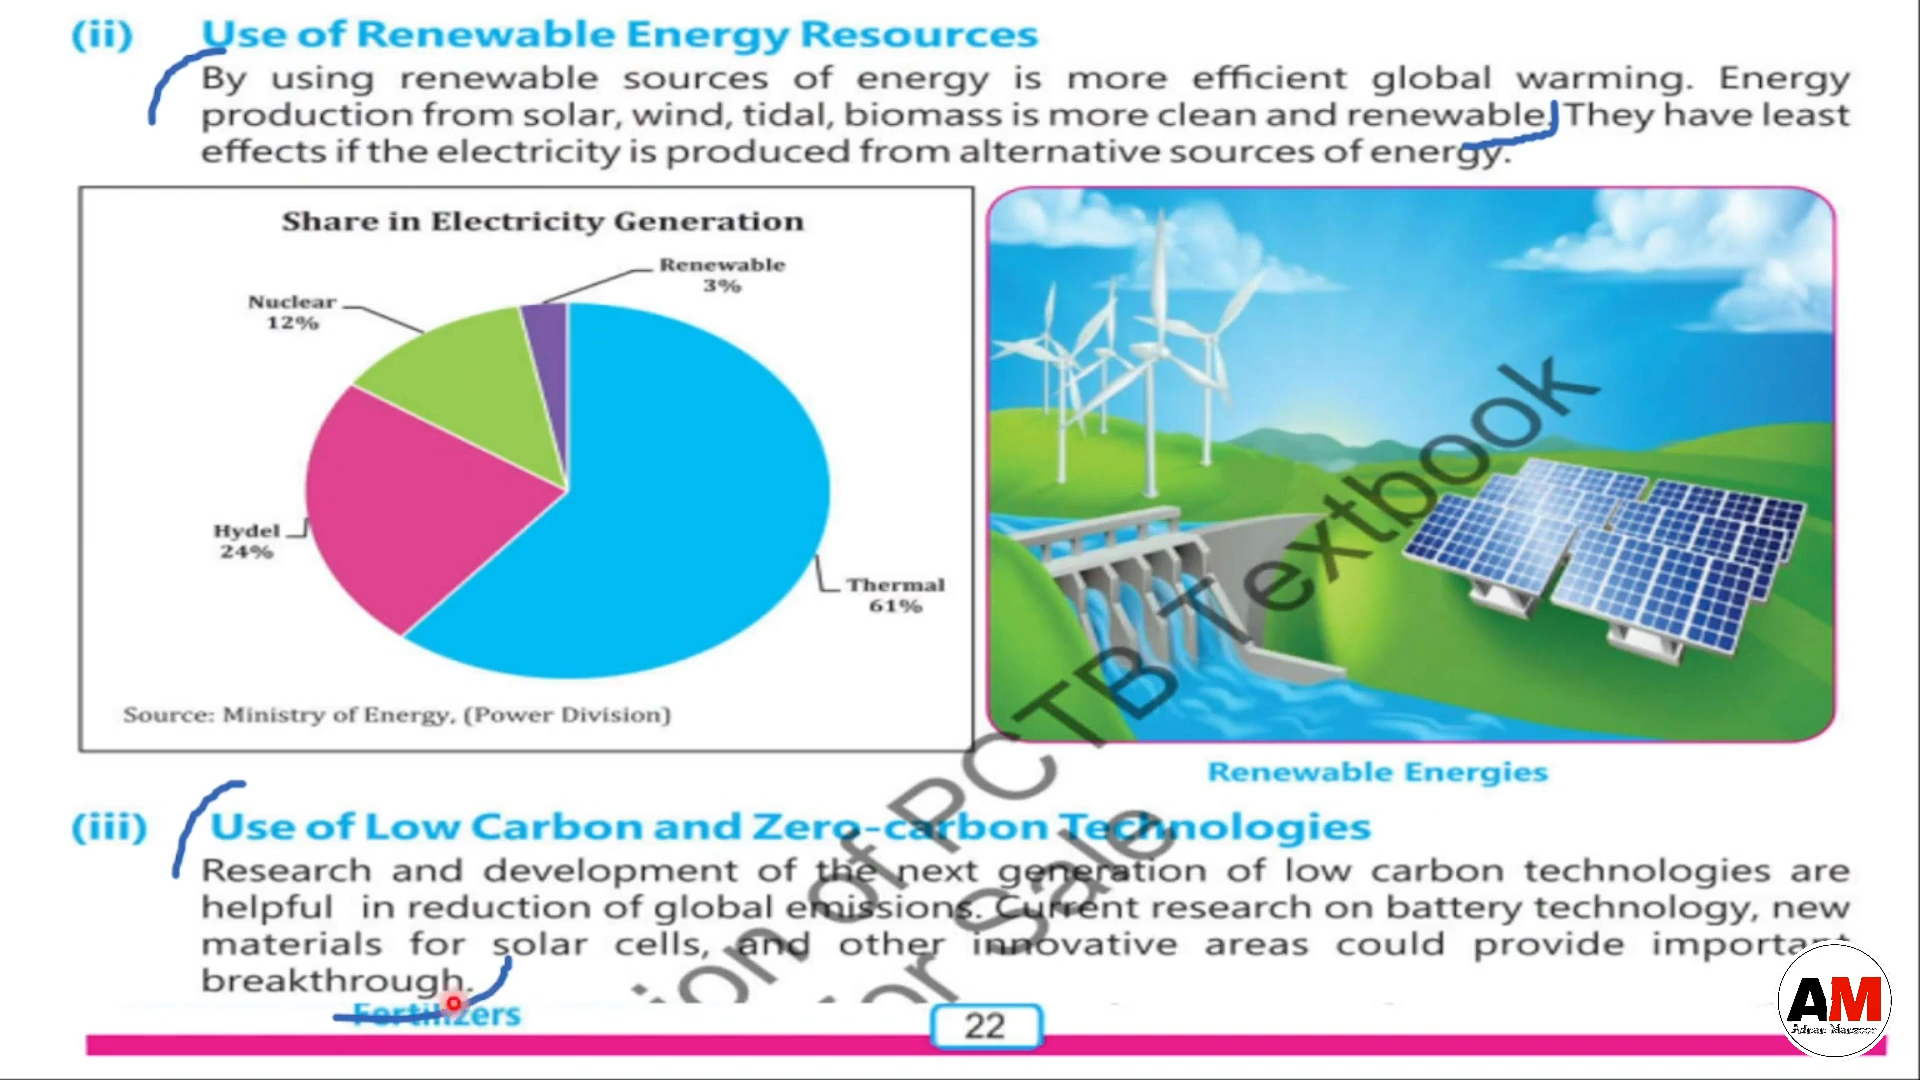 (ii) Use of Renewable Energy Resources
By using renewable sources of energy is more efficient global warming. Energy
production from solar, wind, tidal, biomass is more clean and renewable. They have least
effects if the electricity is produced from alternative sources of energy.
Share in Electricity Generation
Renewable
3%
Nuclear
12%
Hydel
24%
Thermal
61%
Source: Ministry of Energy, (Power Division)
Renewable Energies
(iii) Use of Low Carbon and Zero-carbon Technologies
Research and development of the next generation of low carbon technologies are
helpful in reduction of global emissions. Current research on battery technology, new
materials for solar cells, and other innovative areas could provide important
breakthrough.
Fertilizers
22
of PCTB Textbook
Sale
AM